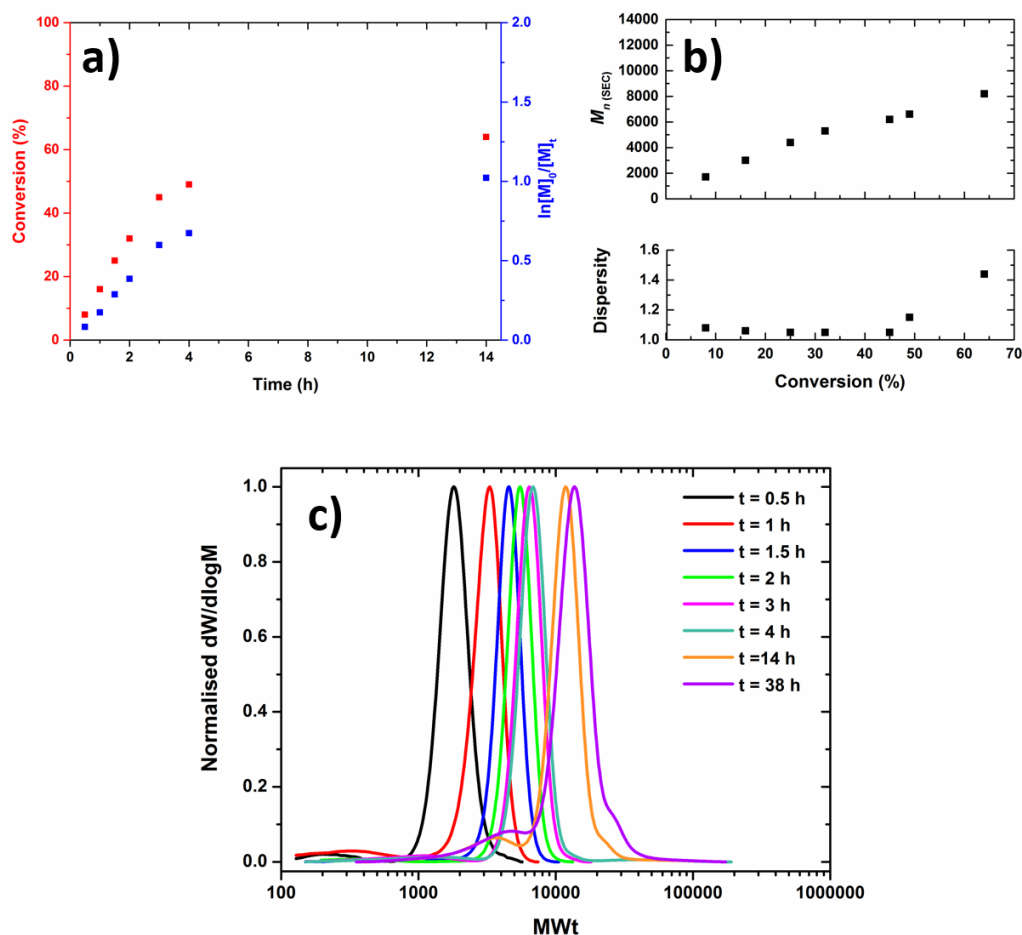 a)
Conversion (%)
100
80
60
40
20
0
0 2 4 6 8 10 12 14
Time (h)
2.0
1.5
1.0
0.5
0.0
ln[M]0/[M]t
b)
Mn (SEC)
14000
12000
10000
8000
6000
4000
2000
0
Dispersity
1.6
1.4
1.2
1.0
0 10 20 30 40 50 60 70
Conversion (%)
c)
Normalised dW/dlogM
1.0
0.8
0.6
0.4
0.2
0.0
100 1000 10000 100000 1000000
MWt
t = 0.5 h
t = 1 h
t = 1.5 h
t = 2 h
t = 3 h
t = 4 h
t =14 h
t = 38 h